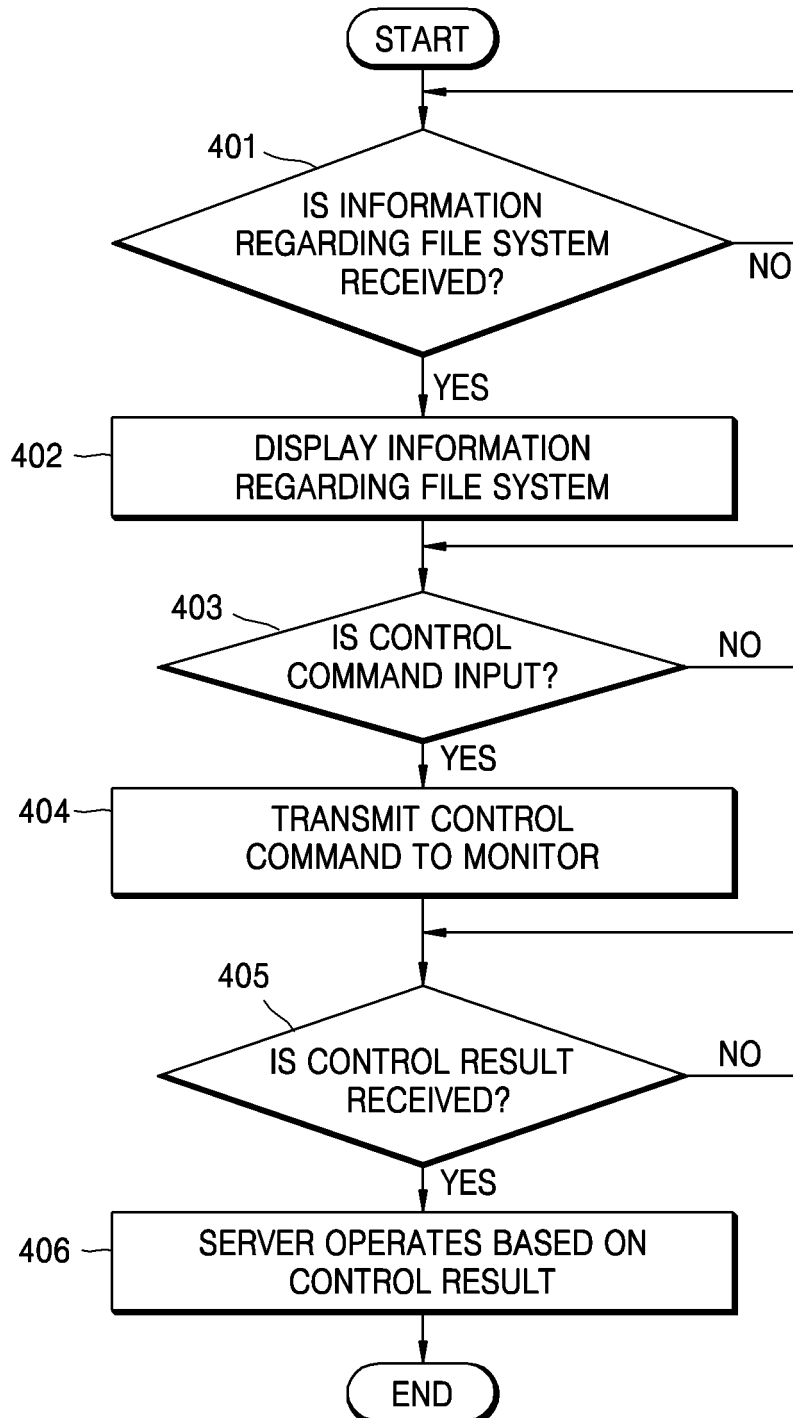 START
401
IS INFORMATION
REGARDING FILE SYSTEM
RECEIVED?
NO
YES
402
DISPLAY INFORMATION
REGARDING FILE SYSTEM
403
IS CONTROL
COMMAND INPUT?
NO
YES
404
TRANSMIT CONTROL
COMMAND TO MONITOR
405
IS CONTROL RESULT
RECEIVED?
NO
YES
406
SERVER OPERATES BASED ON
CONTROL RESULT
END